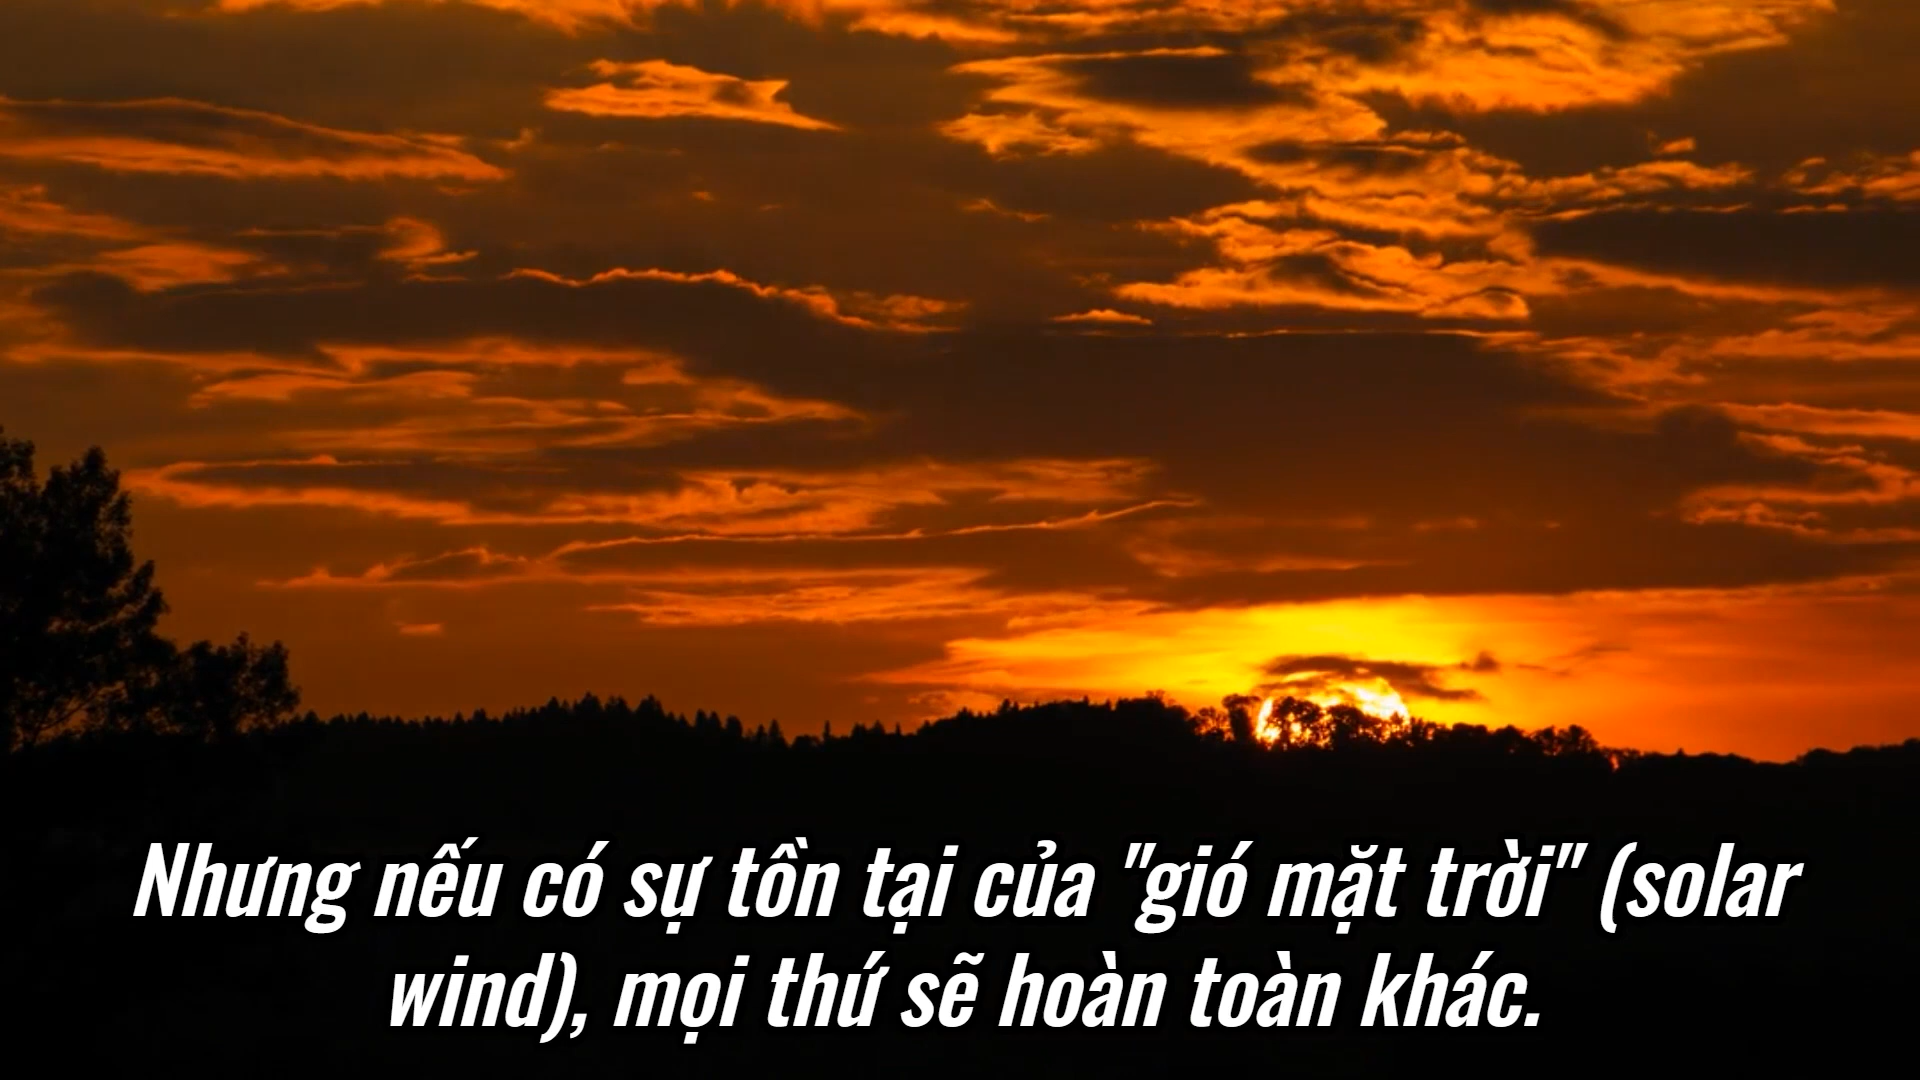 Nhưng nếu có sự tồn tại của "gió mặt trời" (solar
wind), mọi thứ sẽ hoàn toàn khác.